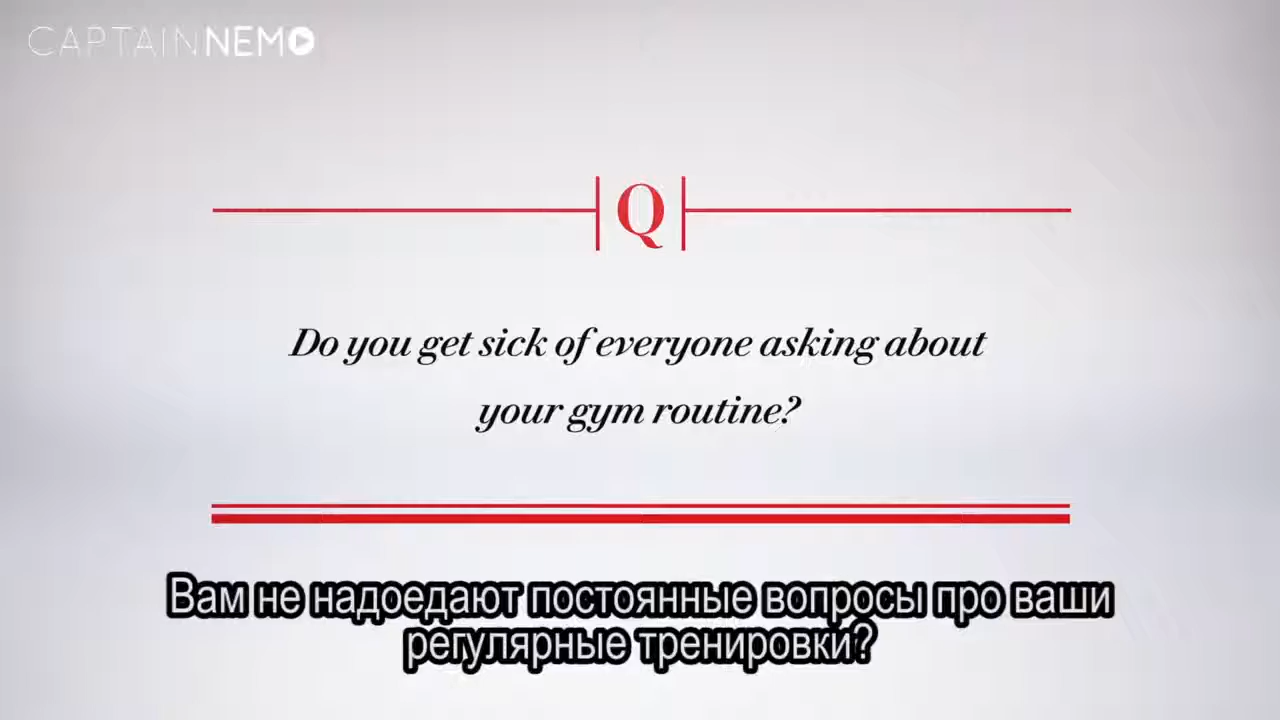 CAPTAINNEMO
Q
Do you get sick of everyone asking about
your gym routine?
Вам не надоедают постоянные вопросы про ваши
регулярные тренировки?